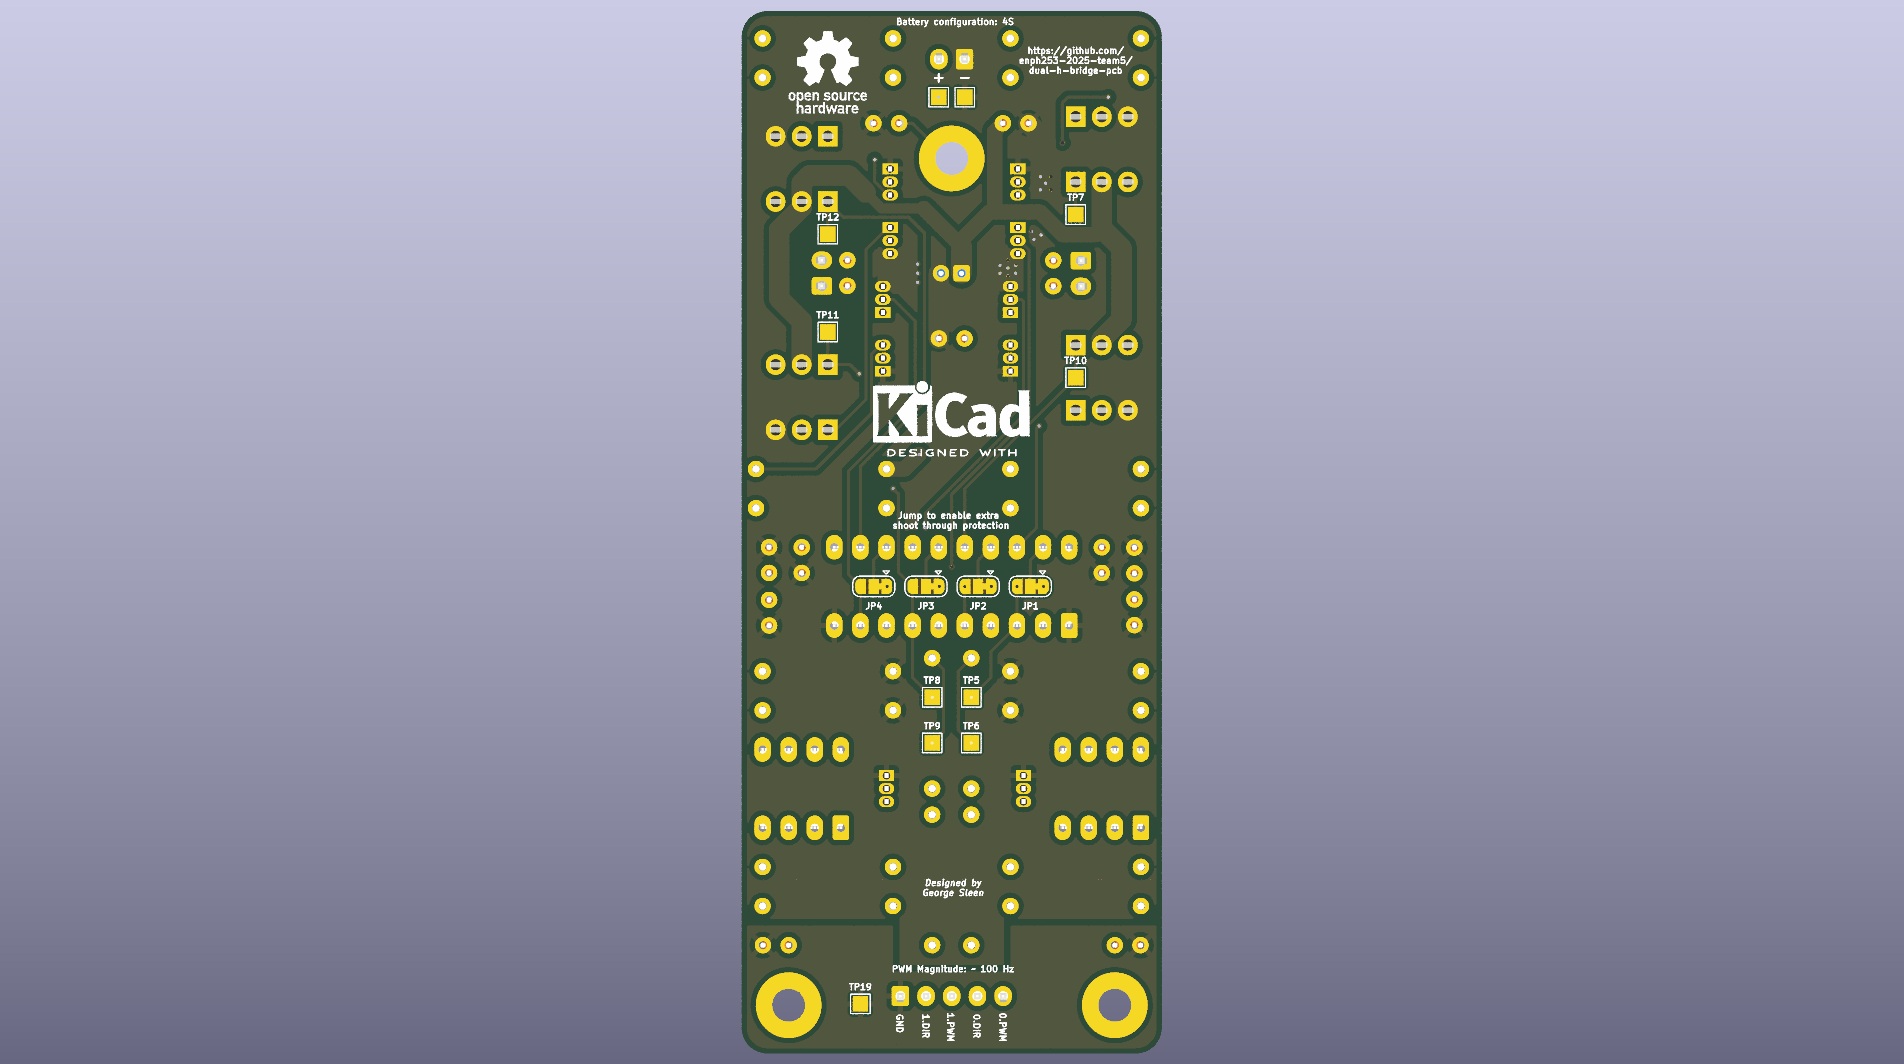 Battery configuration: 4S
https://github.com/
enph253-2025-team5/
dual-h-bridge-pcb
+ −
open source
hardware
TP7
TP12
TP11
TP10
KiCad
DESIGNED WITH
Jump to enable extra
shoot through protection
JP4 JP3 JP2 JP1
TP8 TP5
TP9 TP6
Designed by
George Sleen
PWM Magnitude: ~ 100 Hz
TP19
GND
1.DIR
1.PWM
0.DIR
0.PWM